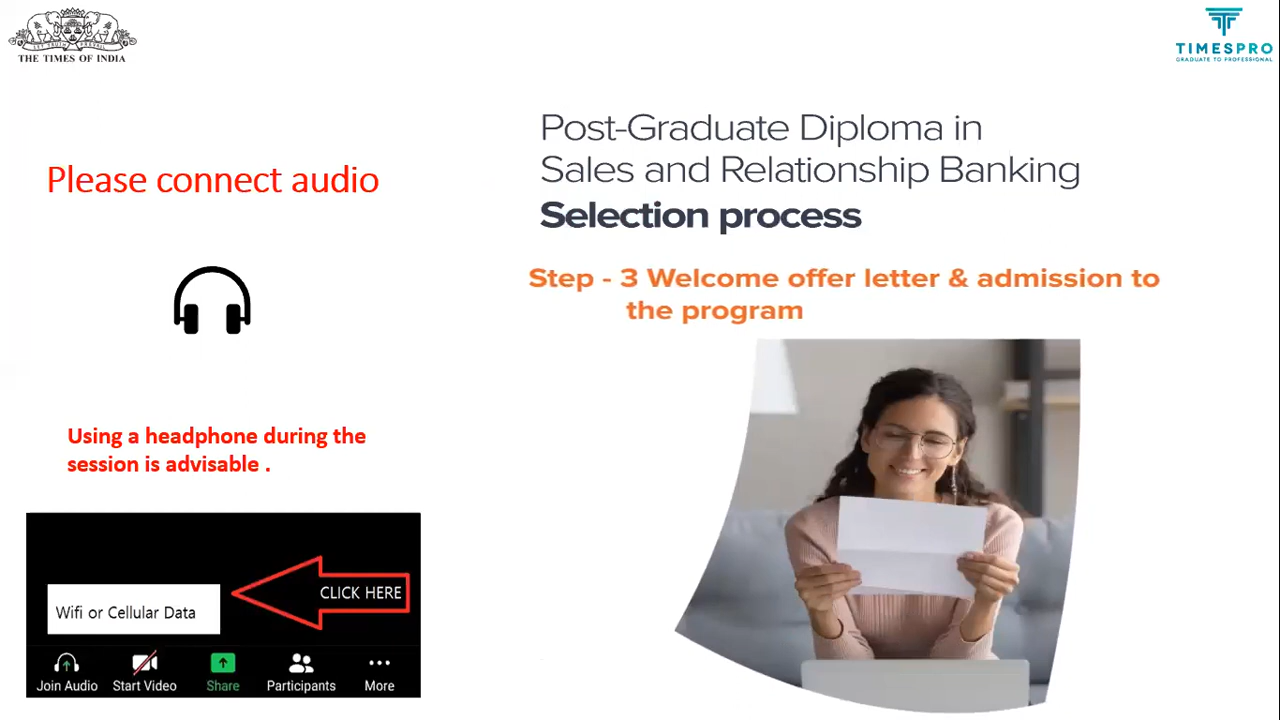 THE TIMES OF INDIA
TIMESPRO
GRADUATE TO PROFESSIONAL
Post-Graduate Diploma in
Sales and Relationship Banking
Selection process
Please connect audio
Step - 3 Welcome offer letter & admission to
the program
Using a headphone during the
session is advisable .
CLICK HERE
Wifi or Cellular Data
Join Audio
Start Video
Share
Participants
More